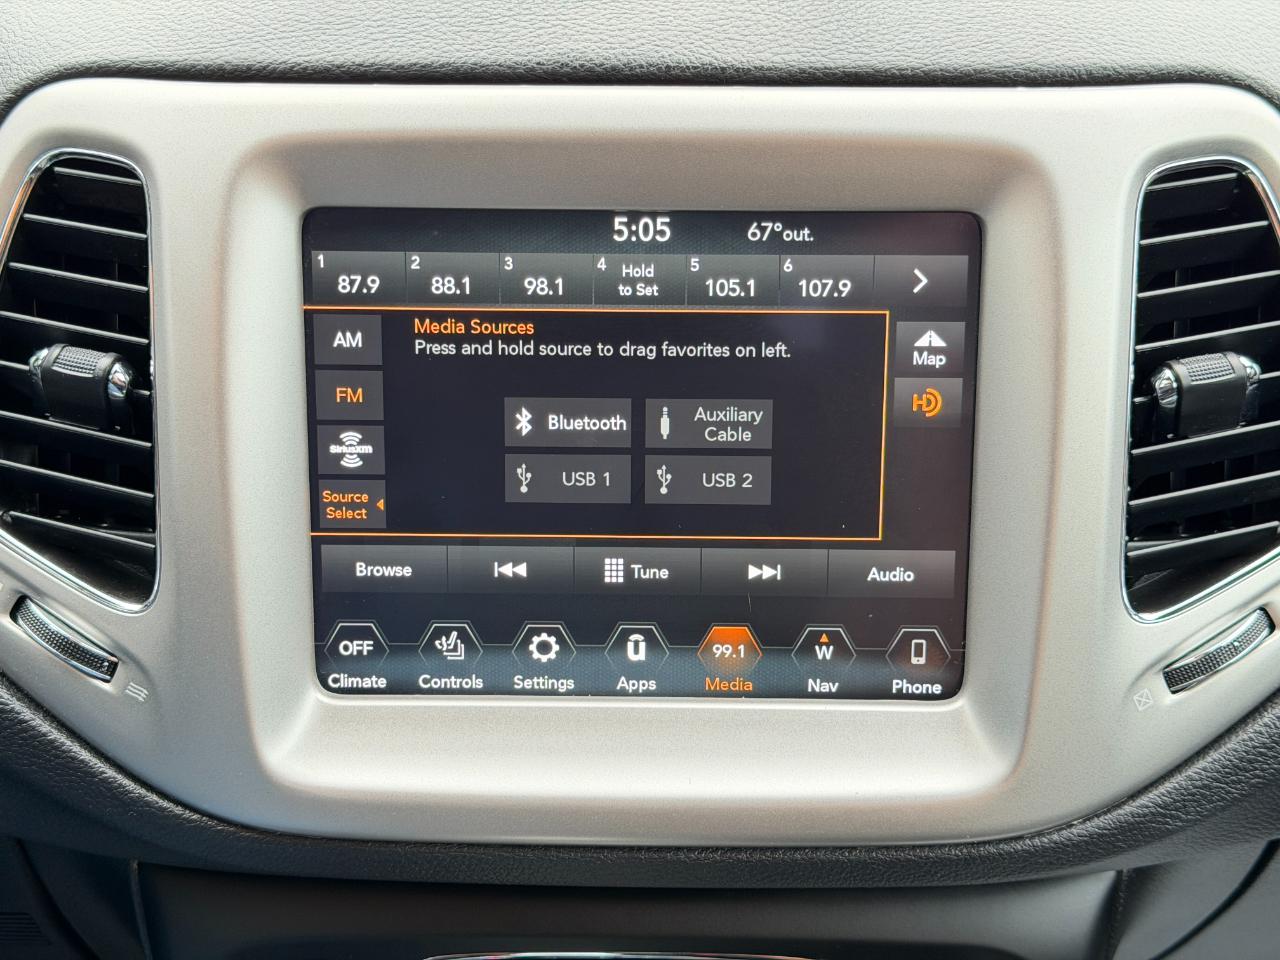 5:05 67°out.
1 87.9 2 88.1 3 98.1 4 Hold to Set 5 105.1 6 107.9
AM
Media Sources
Press and hold source to drag favorites on left.
Map
FM
HD
Bluetooth
Auxiliary
Cable
siriusxm
USB 1
USB 2
Source
Select
Browse Tune Audio
OFF 99.1 W
Climate Controls Settings Apps Media Nav Phone